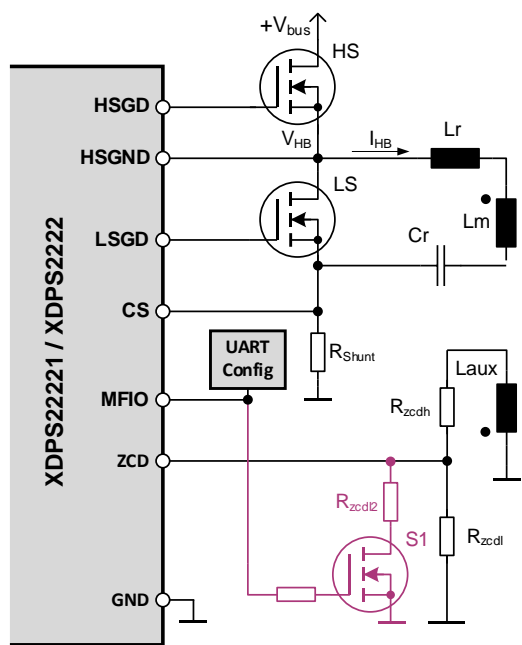 +Vbus
HS
HSGD
VHB
IHB
Lr
HSGND
LS
Lm
LSGD
Cr
CS
RShunt
UART
Config
XDPS22221 / XDPS2222
MFIO
Laux
Rzcdh
ZCD
Rzcdl2
S1
Rzcdl
GND